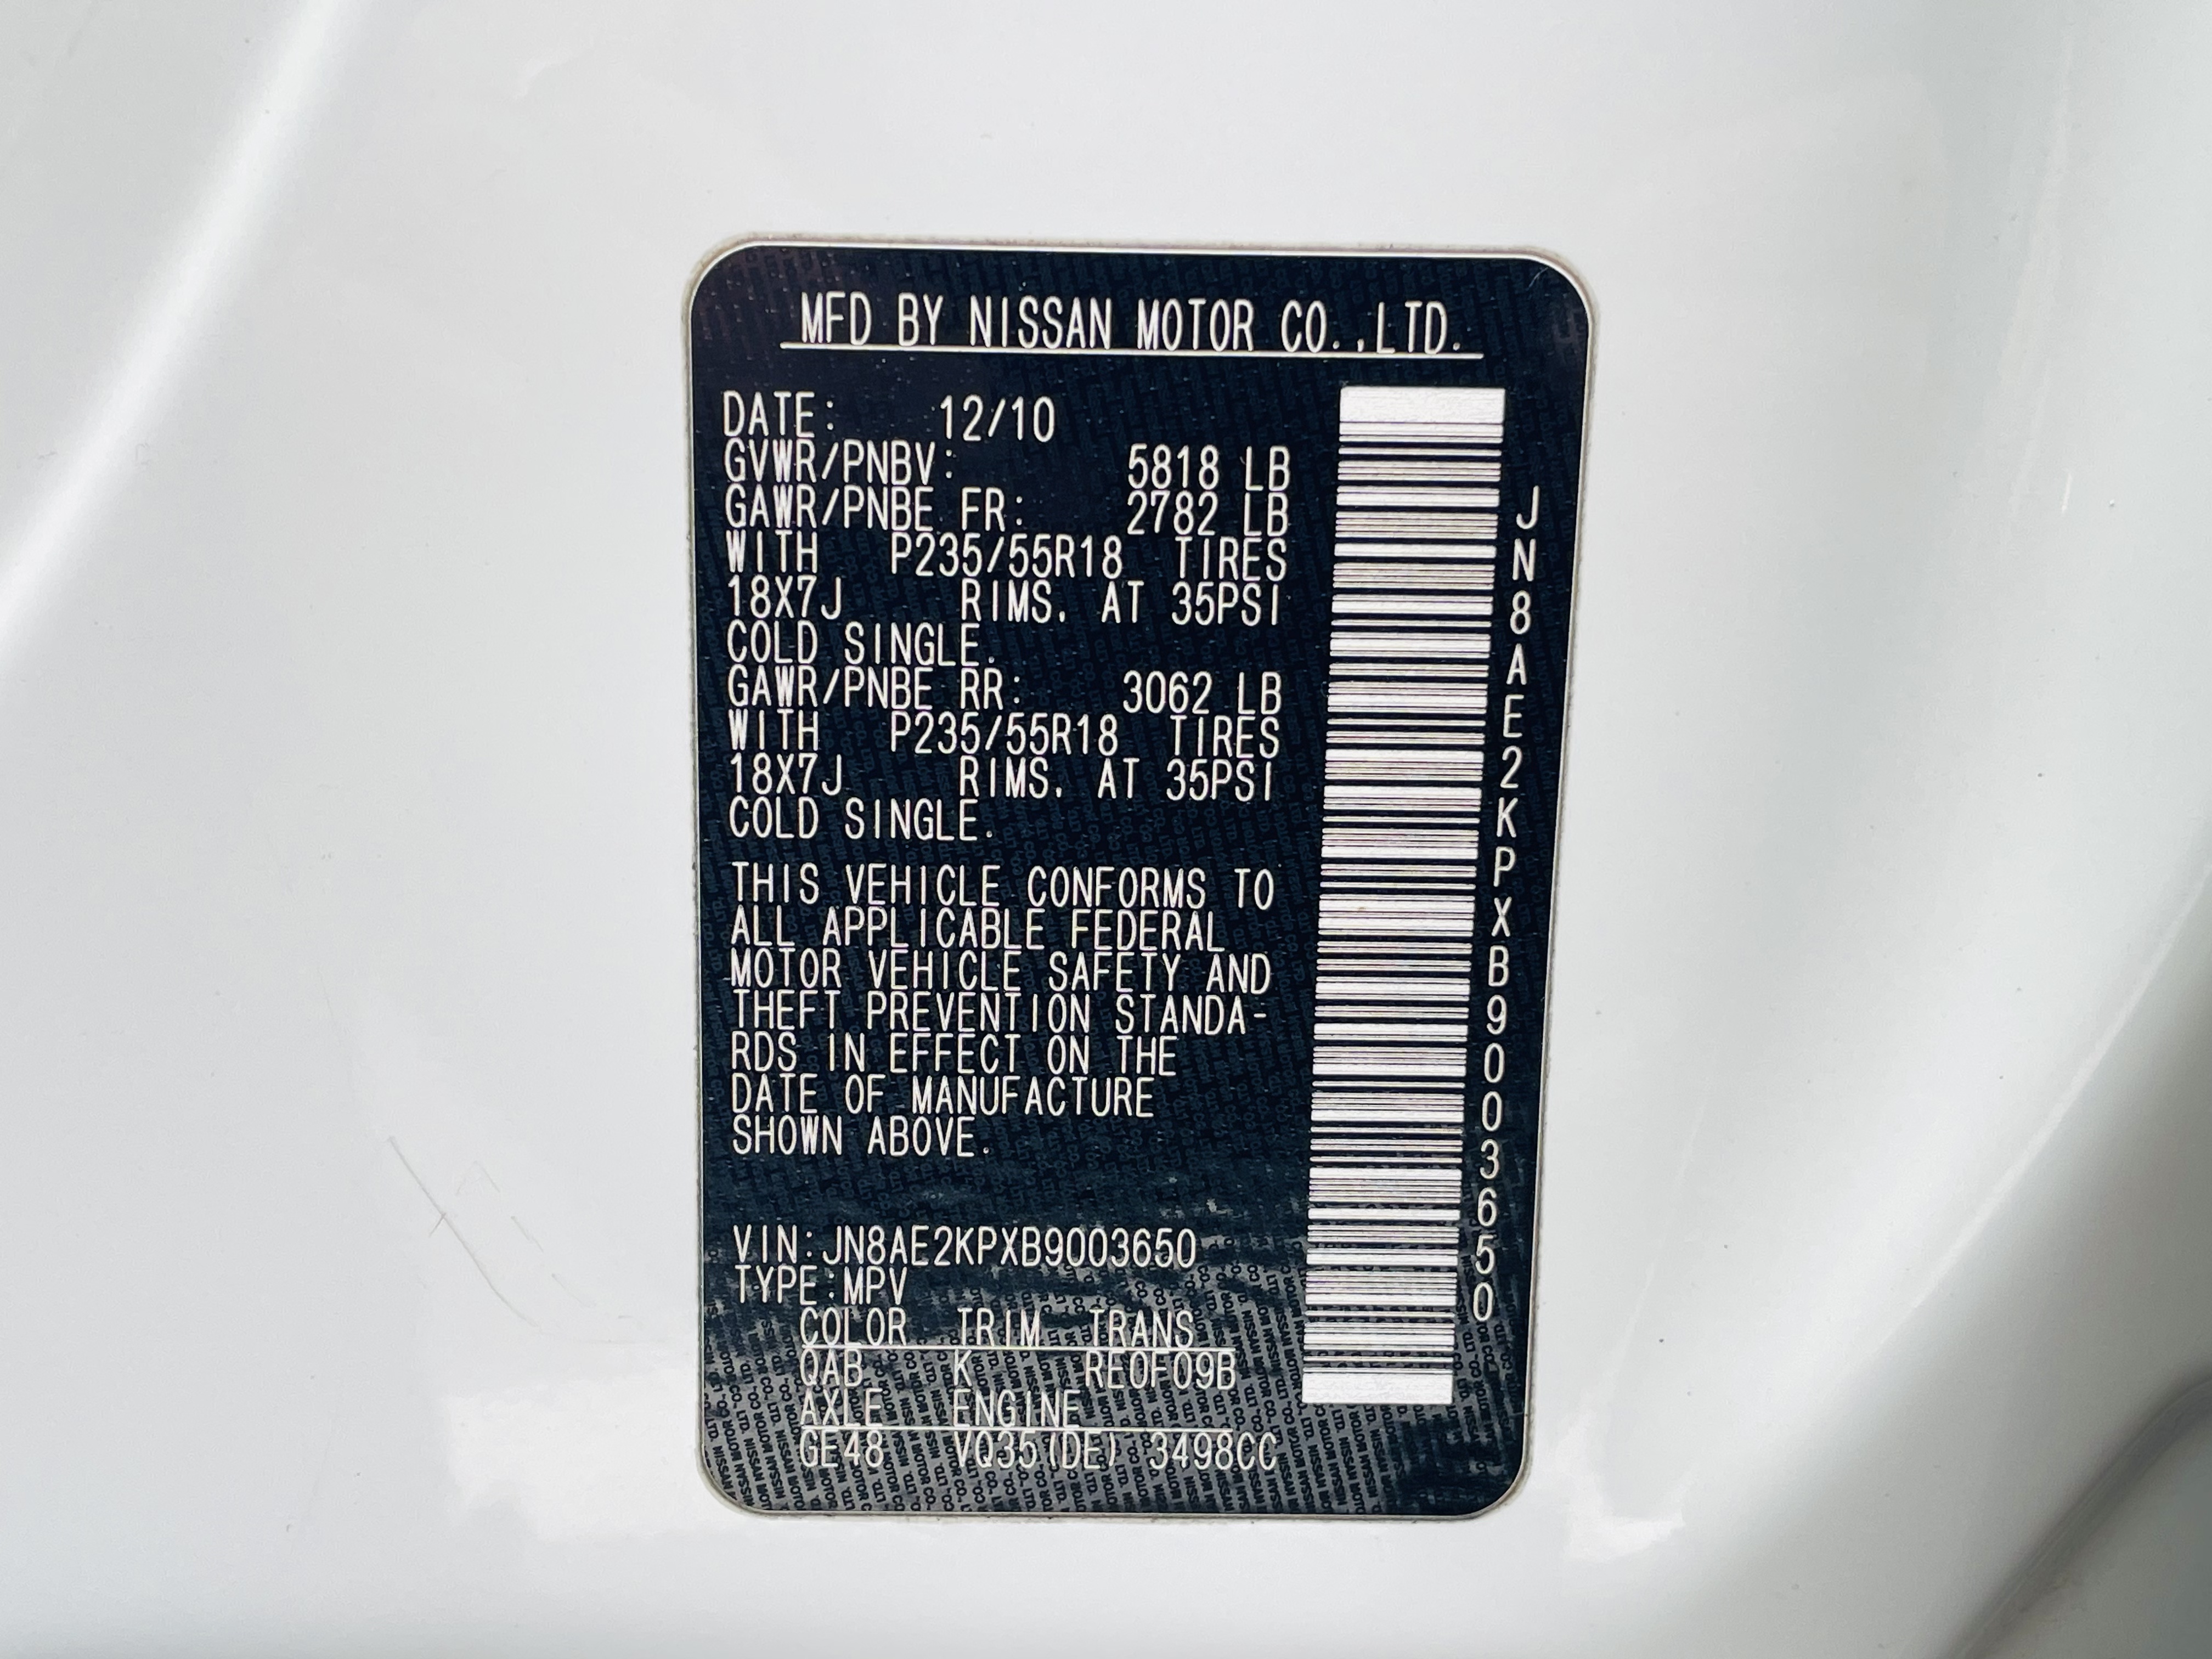 MFD BY NISSAN MOTOR CO.,LTD.
DATE: 12/10
GVWR/PNBV: 5818 LB
GAWR/PNBE FR: 2782 LB
WITH P235/55R18 TIRES
18X7J RIMS. AT 35PSI
COLD SINGLE.
GAWR/PNBE RR: 3062 LB
WITH P235/55R18 TIRES
18X7J RIMS. AT 35PSI
COLD SINGLE.
THIS VEHICLE CONFORMS TO
ALL APPLICABLE FEDERAL
MOTOR VEHICLE SAFETY AND
THEFT PREVENTION STANDA-
RDS IN EFFECT ON THE
DATE OF MANUFACTURE
SHOWN ABOVE.
VIN:JN8AE2KPXB9003650
TYPE:MPV
COLOR TRIM TRANS
QAB K RE0F09B
AXLE ENGINE
GE48 VQ35(DE) 3498CC
JN8AE2KPXB9003650